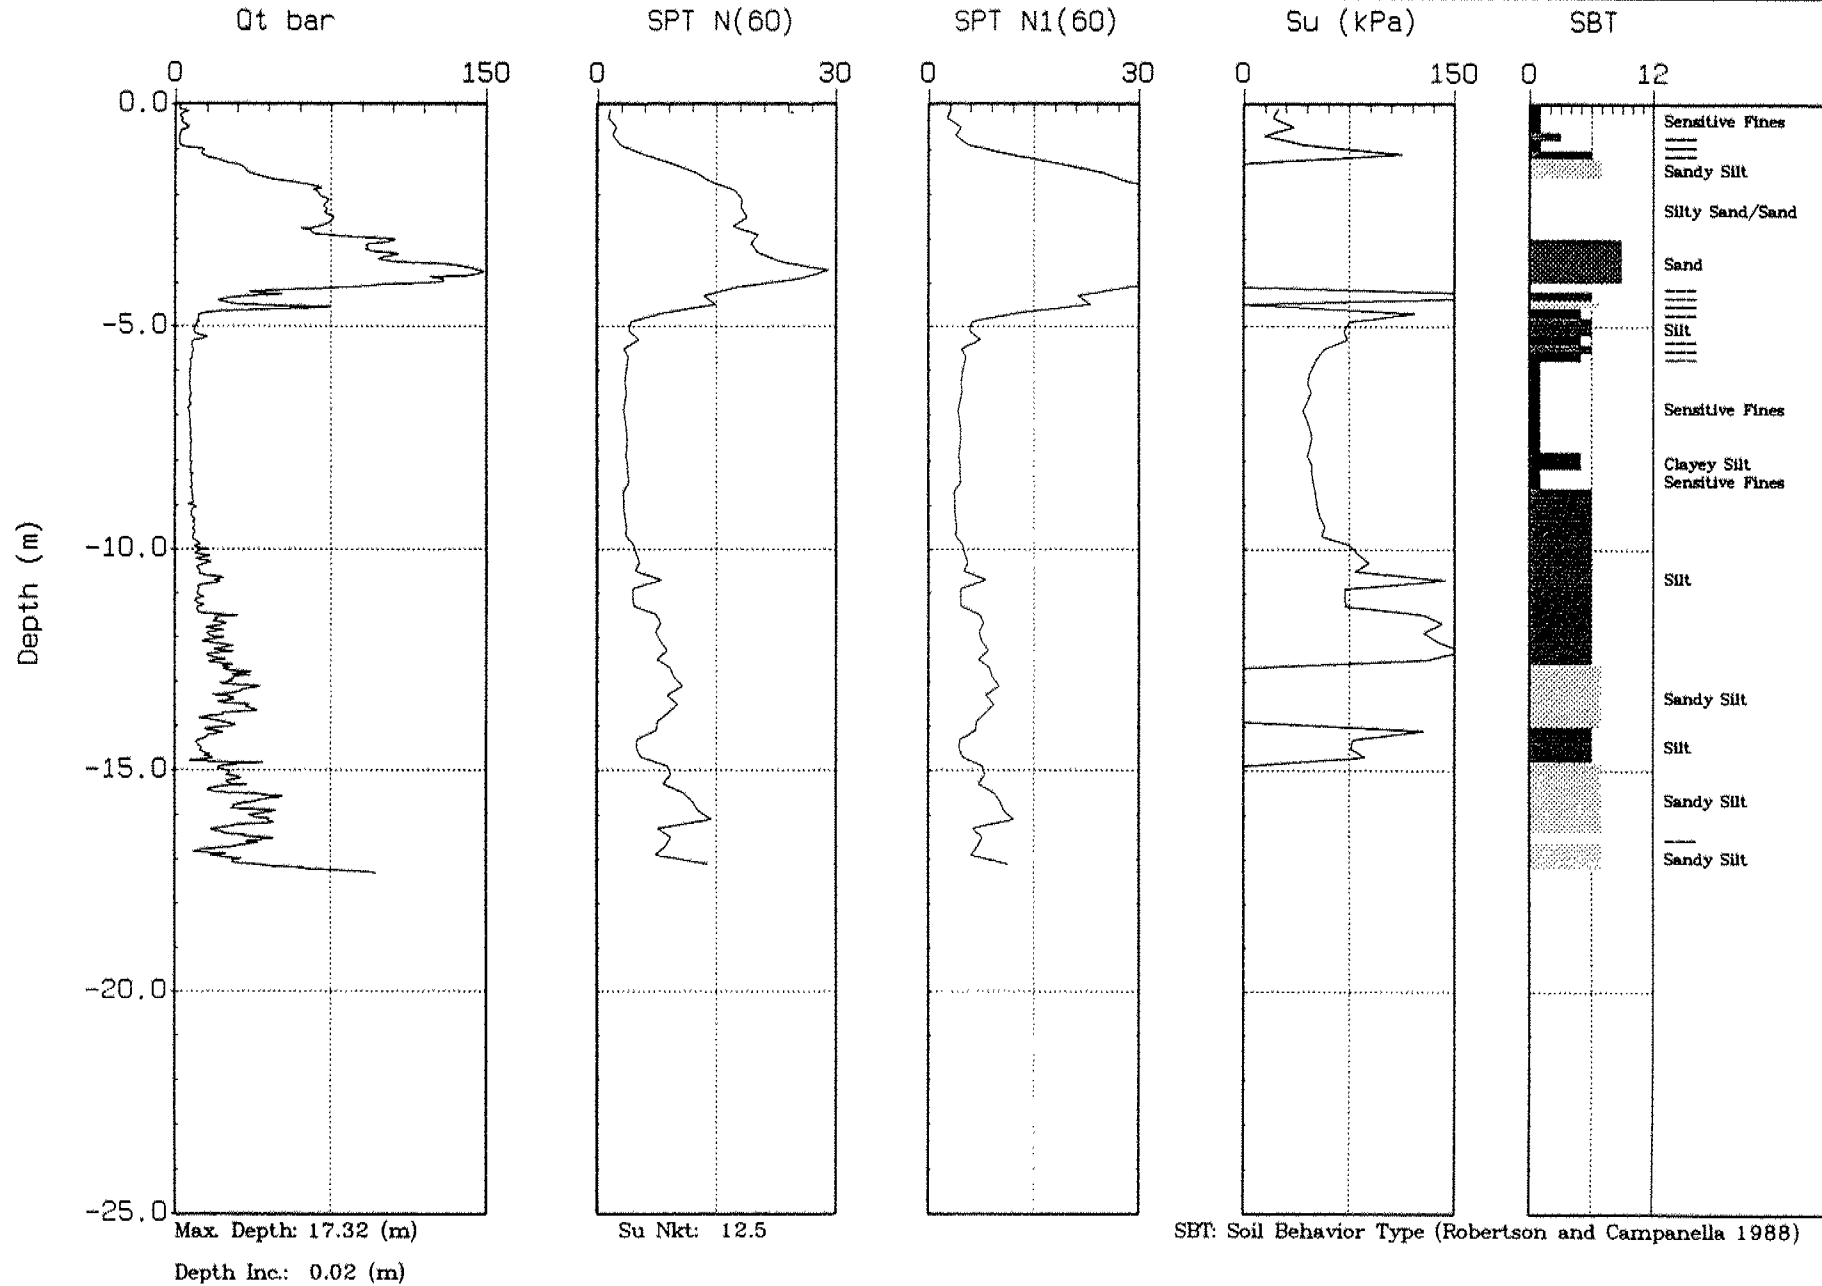 Qt bar SPT N(60) SPT N1(60) Su (kPa) SBT
0 150 0 30 0 30 0 150 0 12
0.0
Sensitive Fines
Sandy Silt
Silty Sand/Sand
Sand
-5.0
Silt
Sensitive Fines
Clayey Silt
Sensitive Fines
Depth (m)
-10.0
Silt
Sandy Silt
Silt
-15.0
Sandy Silt
Sandy Silt
-20.0
-25.0
Max. Depth: 17.32 (m) Su Nkt: 12.5 SBT: Soil Behavior Type (Robertson and Campanella 1988)
Depth Inc.: 0.02 (m)